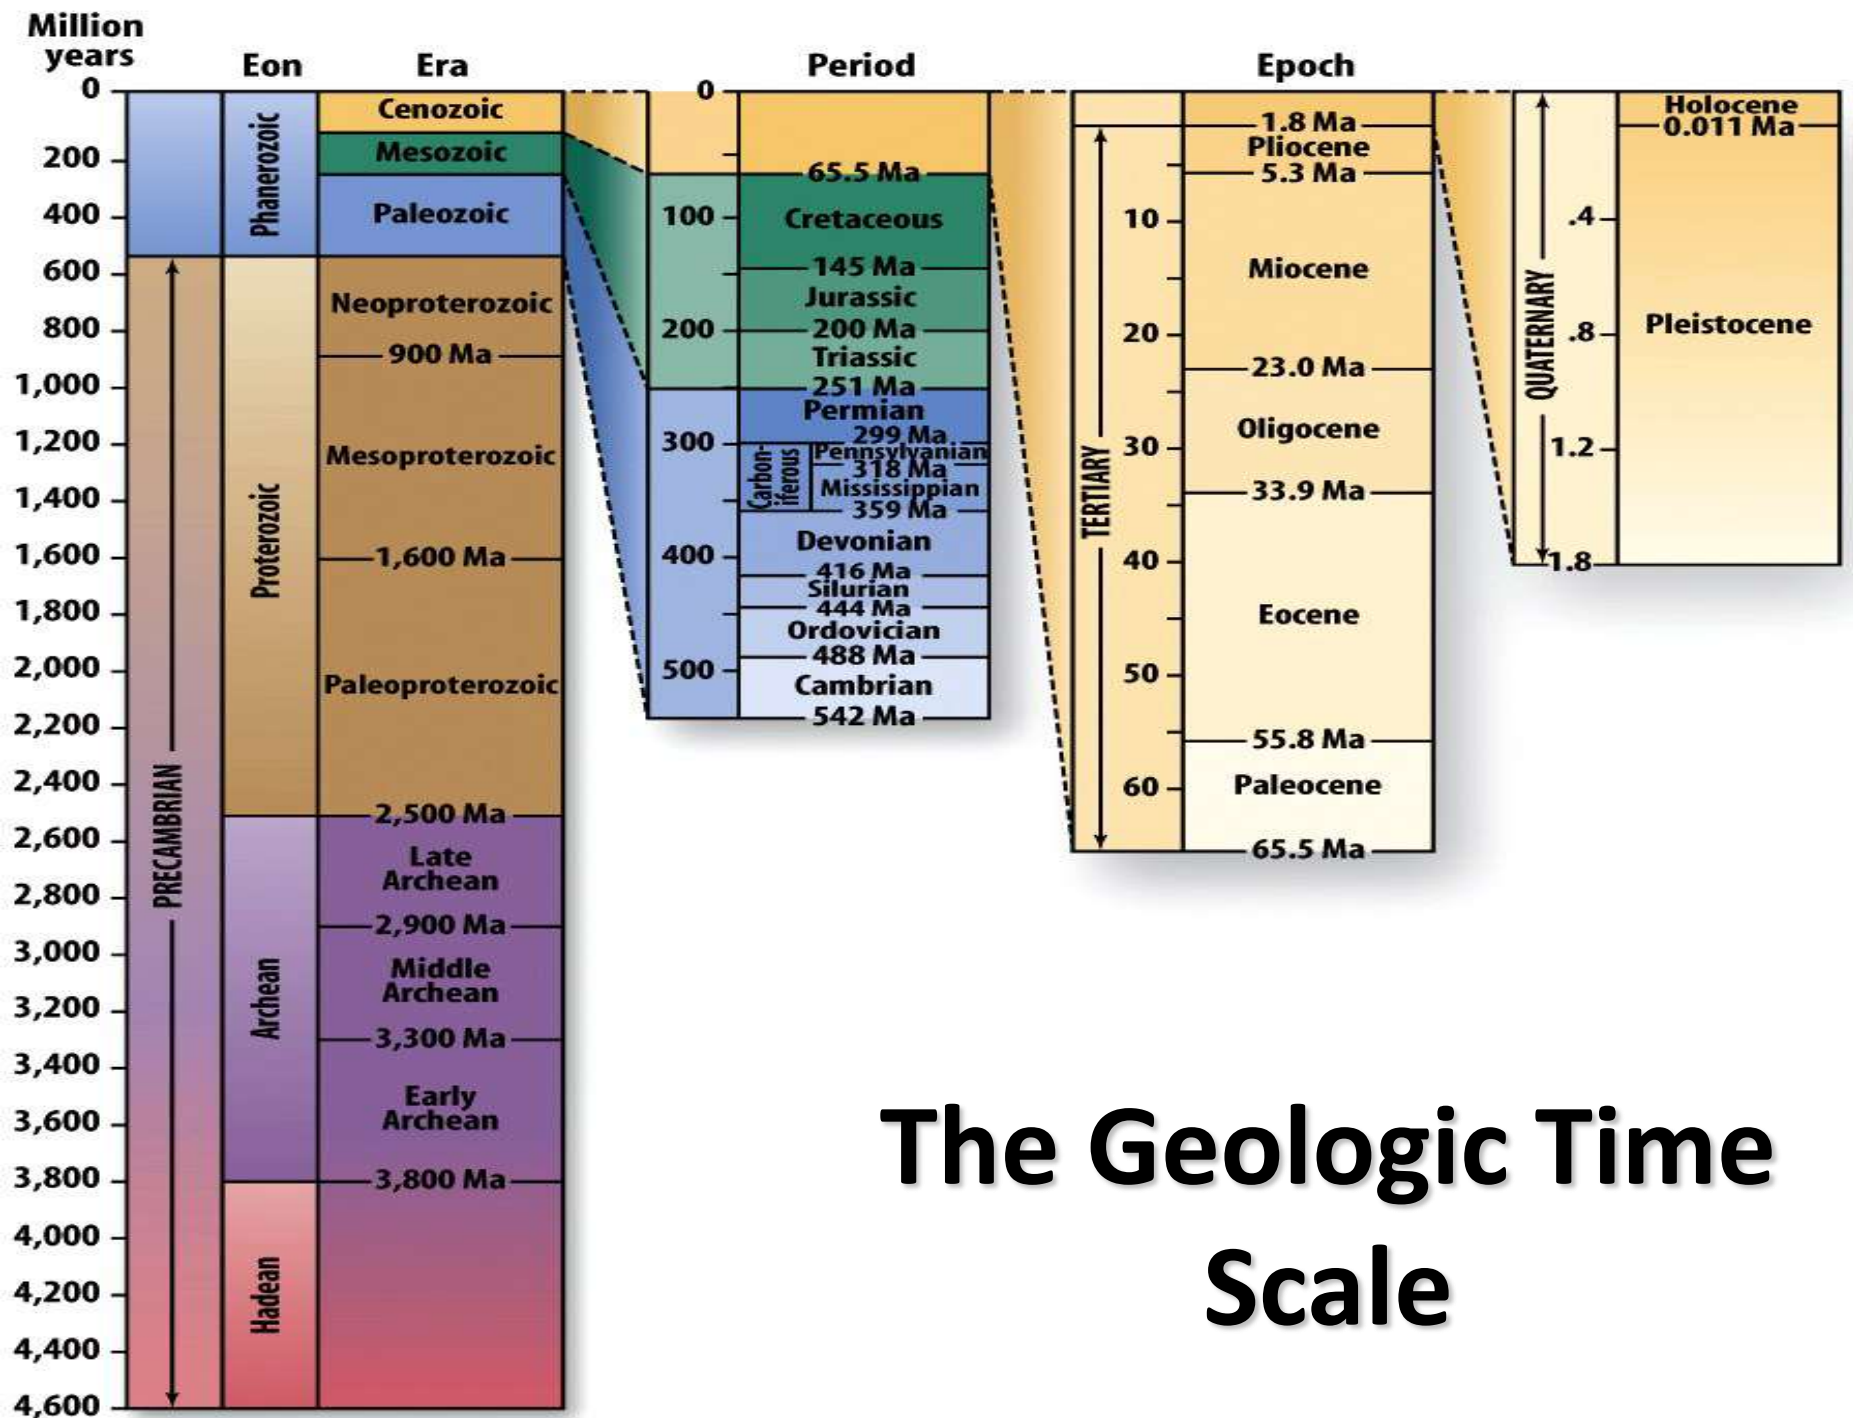 Million
years
Eon
Era
Period
Epoch
0
200
400
600
800
1,000
1,200
1,400
1,600
1,800
2,000
2,200
2,400
2,600
2,800
3,000
3,200
3,400
3,600
3,800
4,000
4,200
4,400
4,600
PRECAMBRIAN
Phanerozoic
Proterozoic
Archean
Hadean
Cenozoic
Mesozoic
Paleozoic
Neoproterozoic
900 Ma
Mesoproterozoic
1,600 Ma
Paleoproterozoic
2,500 Ma
Late
Archean
2,900 Ma
Middle
Archean
3,300 Ma
Early
Archean
3,800 Ma
0
100
200
300
400
500
65.5 Ma
Cretaceous
145 Ma
Jurassic
200 Ma
Triassic
251 Ma
Permian
299 Ma
Carbon-
iferous
Pennsylvanian
318 Ma
Mississippian
359 Ma
Devonian
416 Ma
Silurian
444 Ma
Ordovician
488 Ma
Cambrian
542 Ma
TERTIARY
10
20
30
40
50
60
1.8 Ma
Pliocene
5.3 Ma
Miocene
23.0 Ma
Oligocene
33.9 Ma
Eocene
55.8 Ma
Paleocene
65.5 Ma
QUATERNARY
.4
.8
1.2
1.8
Holocene
0.011 Ma
Pleistocene
The Geologic Time
Scale